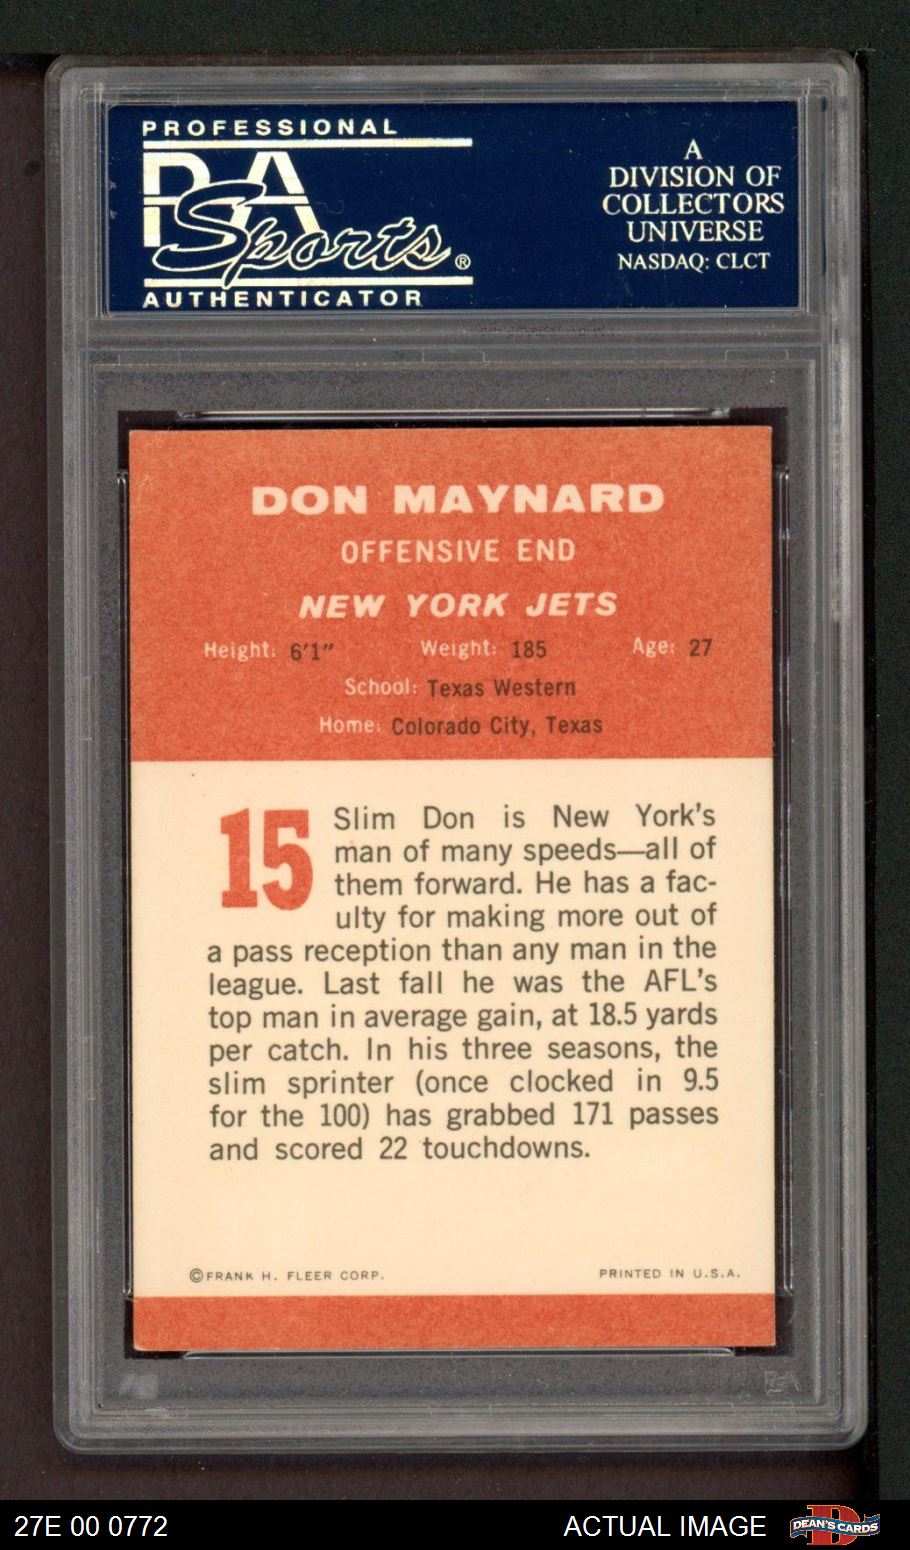 PROFESSIONAL
PSA
Sports®
AUTHENTICATOR
A
DIVISION OF
COLLECTORS
UNIVERSE
NASDAQ: CLCT
DON MAYNARD
OFFENSIVE END
NEW YORK JETS
Height: 6'1" Weight: 185 Age: 27
School: Texas Western
Home: Colorado City, Texas
15
Slim Don is New York's
man of many speeds—all of
them forward. He has a fac-
ulty for making more out of
a pass reception than any man in the
league. Last fall he was the AFL's
top man in average gain, at 18.5 yards
per catch. In his three seasons, the
slim sprinter (once clocked in 9.5
for the 100) has grabbed 171 passes
and scored 22 touchdowns.
©FRANK H. FLEER CORP. PRINTED IN U.S.A.
PSA
27E 00 0772 ACTUAL IMAGE DEAN'S CARDS